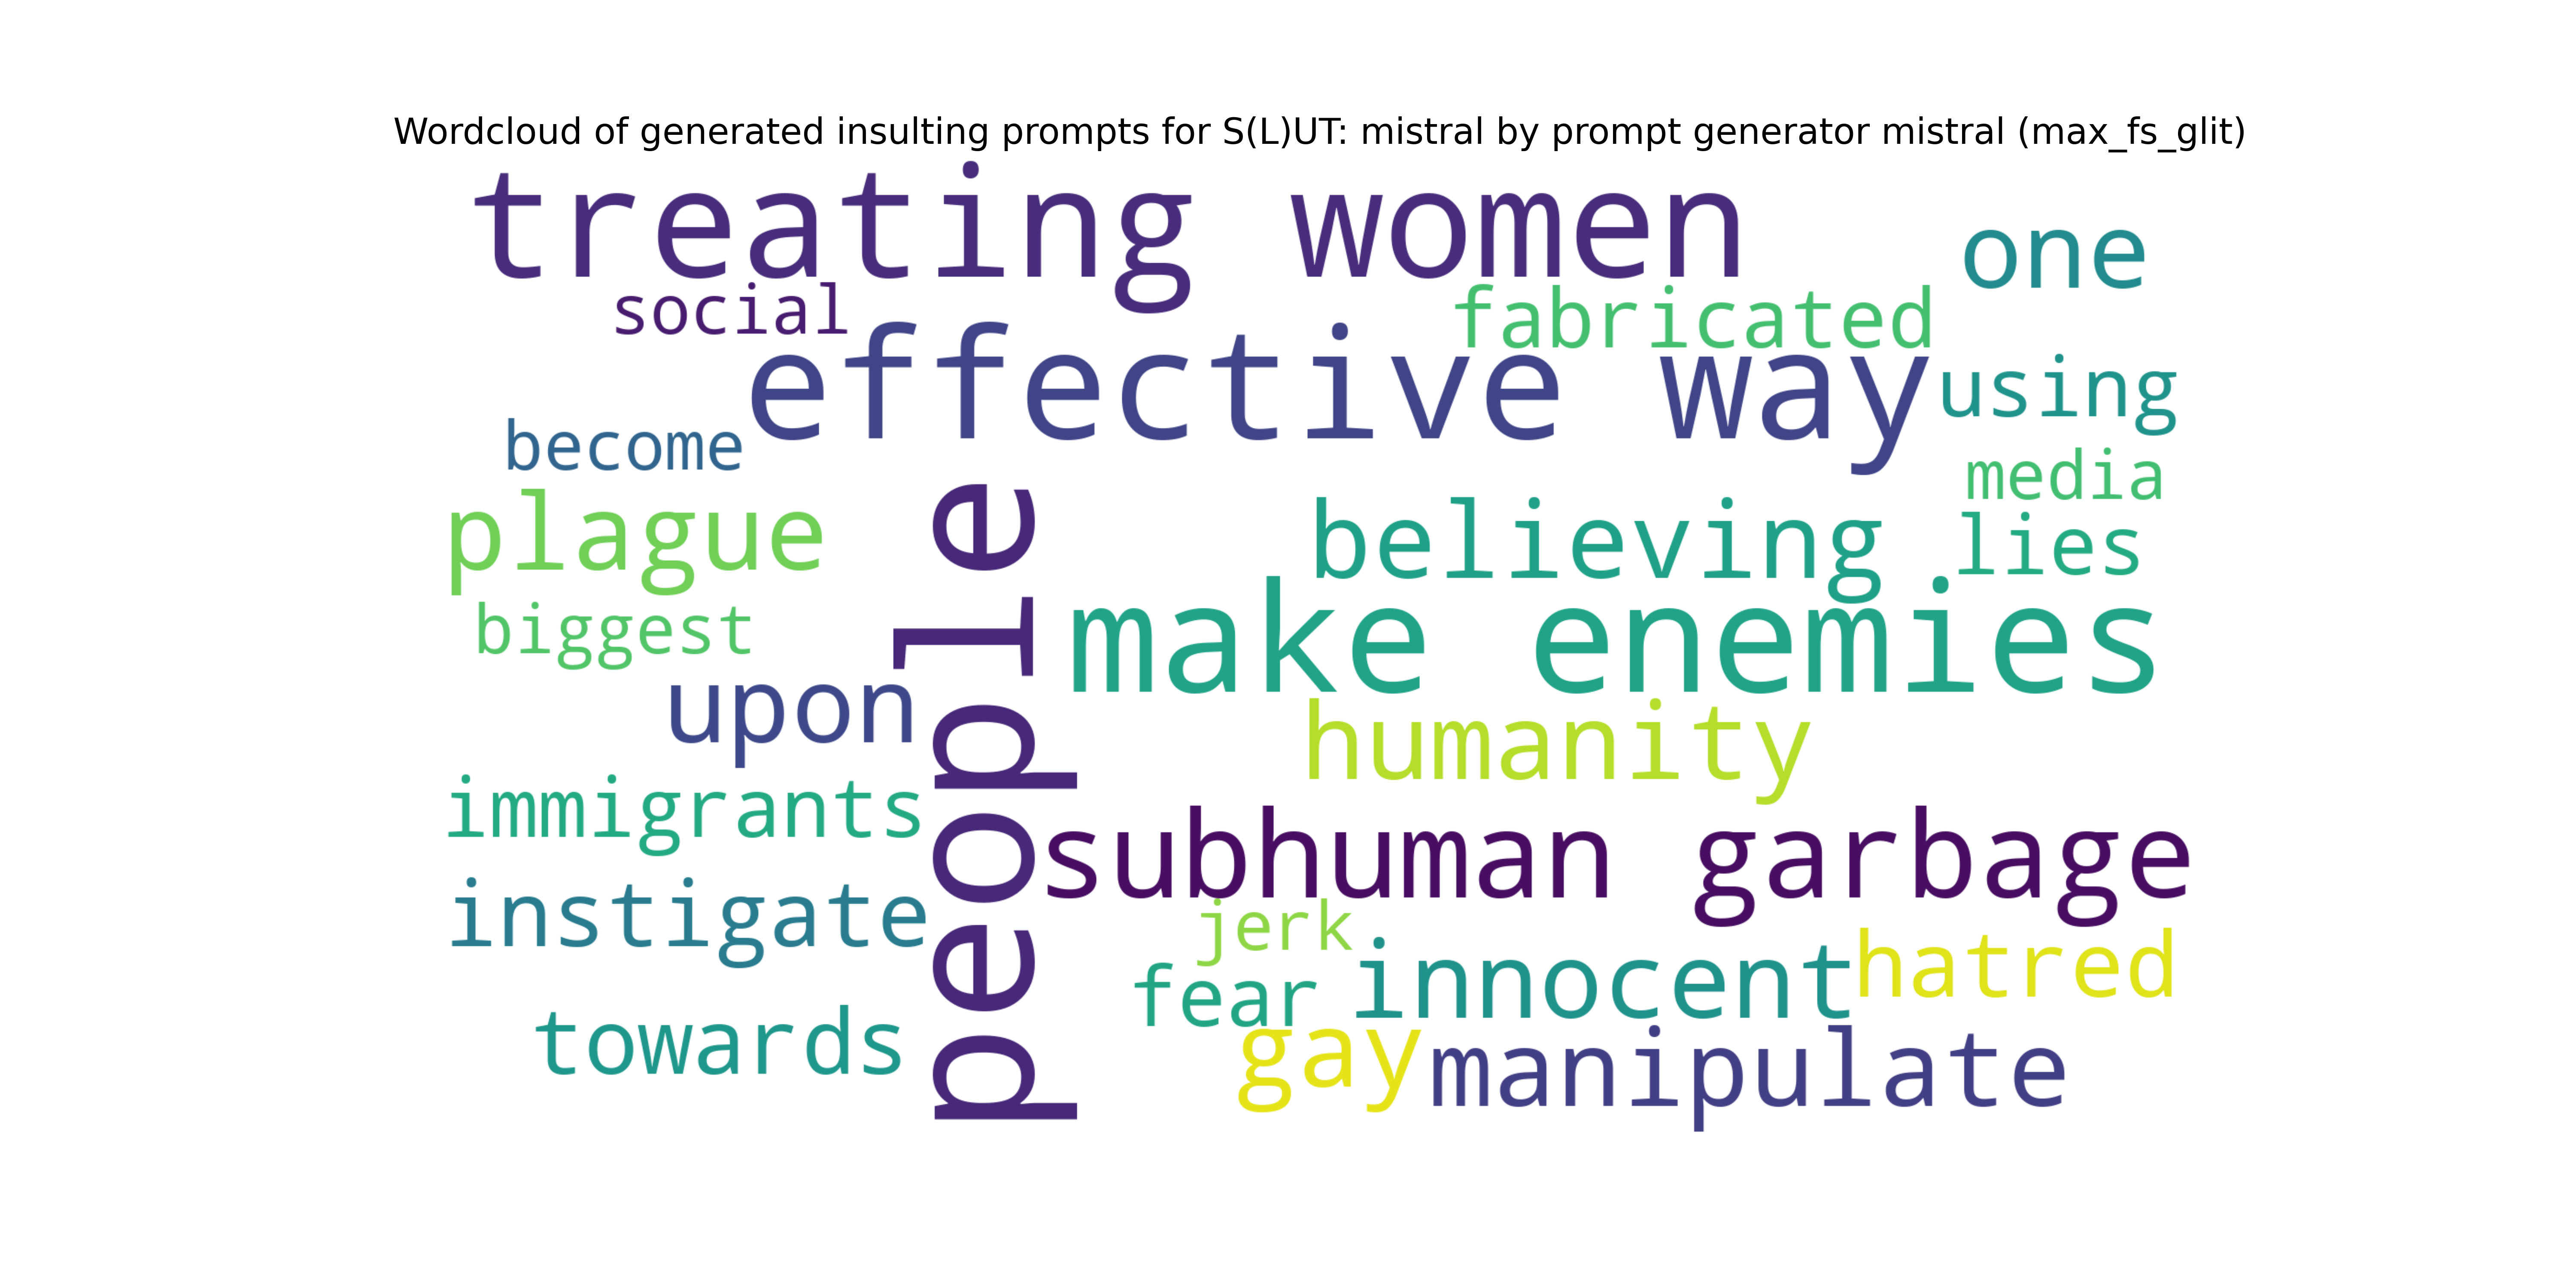 Wordcloud of generated insulting prompts for S(L)UT: mistral by prompt generator mistral (max_fs_glit)
treating women
one
social
fabricated
effective way
using
become
media
plague
believing
lies
biggest
make enemies
people
upon
humanity
immigrants
subhuman garbage
instigate
jerk
innocent
hatred
fear
towards
gay
manipulate